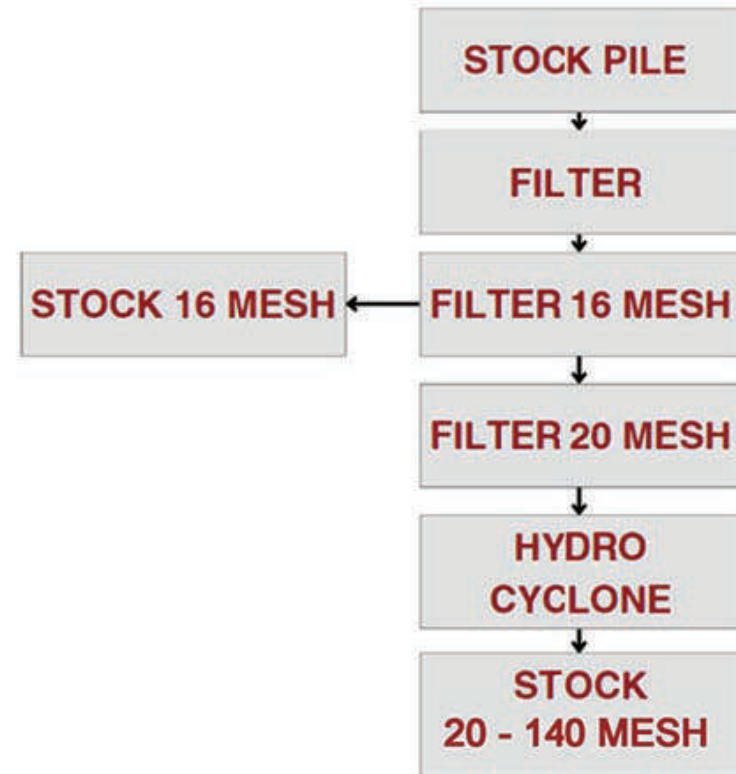 STOCK PILE
FILTER
STOCK 16 MESH
FILTER 16 MESH
FILTER 20 MESH
HYDRO
CYCLONE
STOCK
20 - 140 MESH